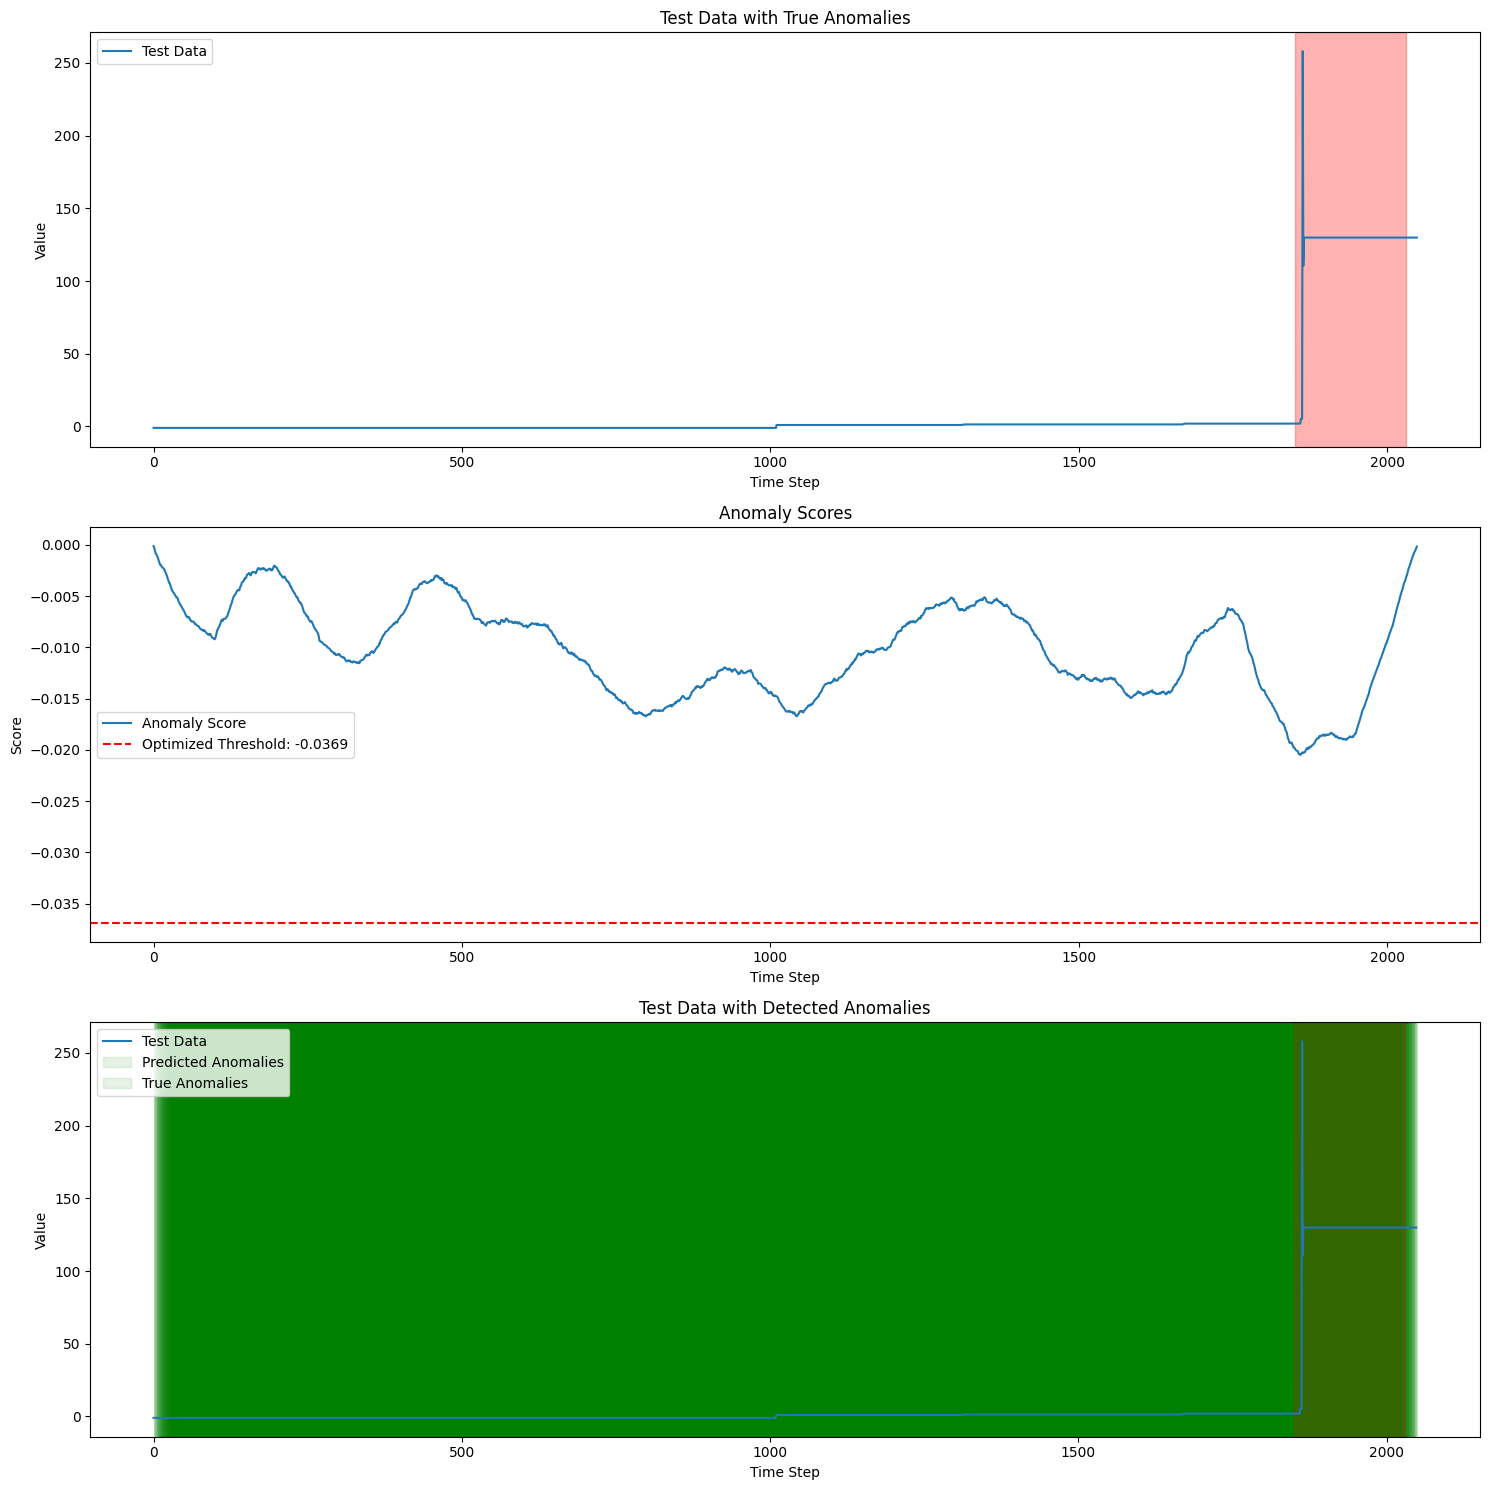 Test Data with True Anomalies
Test Data
250
200
150
100
50
0
Value
0 500 1000 1500 2000
Time Step
Anomaly Scores
0.000
−0.005
−0.010
−0.015
−0.020
−0.025
−0.030
−0.035
Score
Anomaly Score
Optimized Threshold: -0.0369
0 500 1000 1500 2000
Time Step
Test Data with Detected Anomalies
Test Data
Predicted Anomalies
True Anomalies
250
200
150
100
50
0
Value
0 500 1000 1500 2000
Time Step